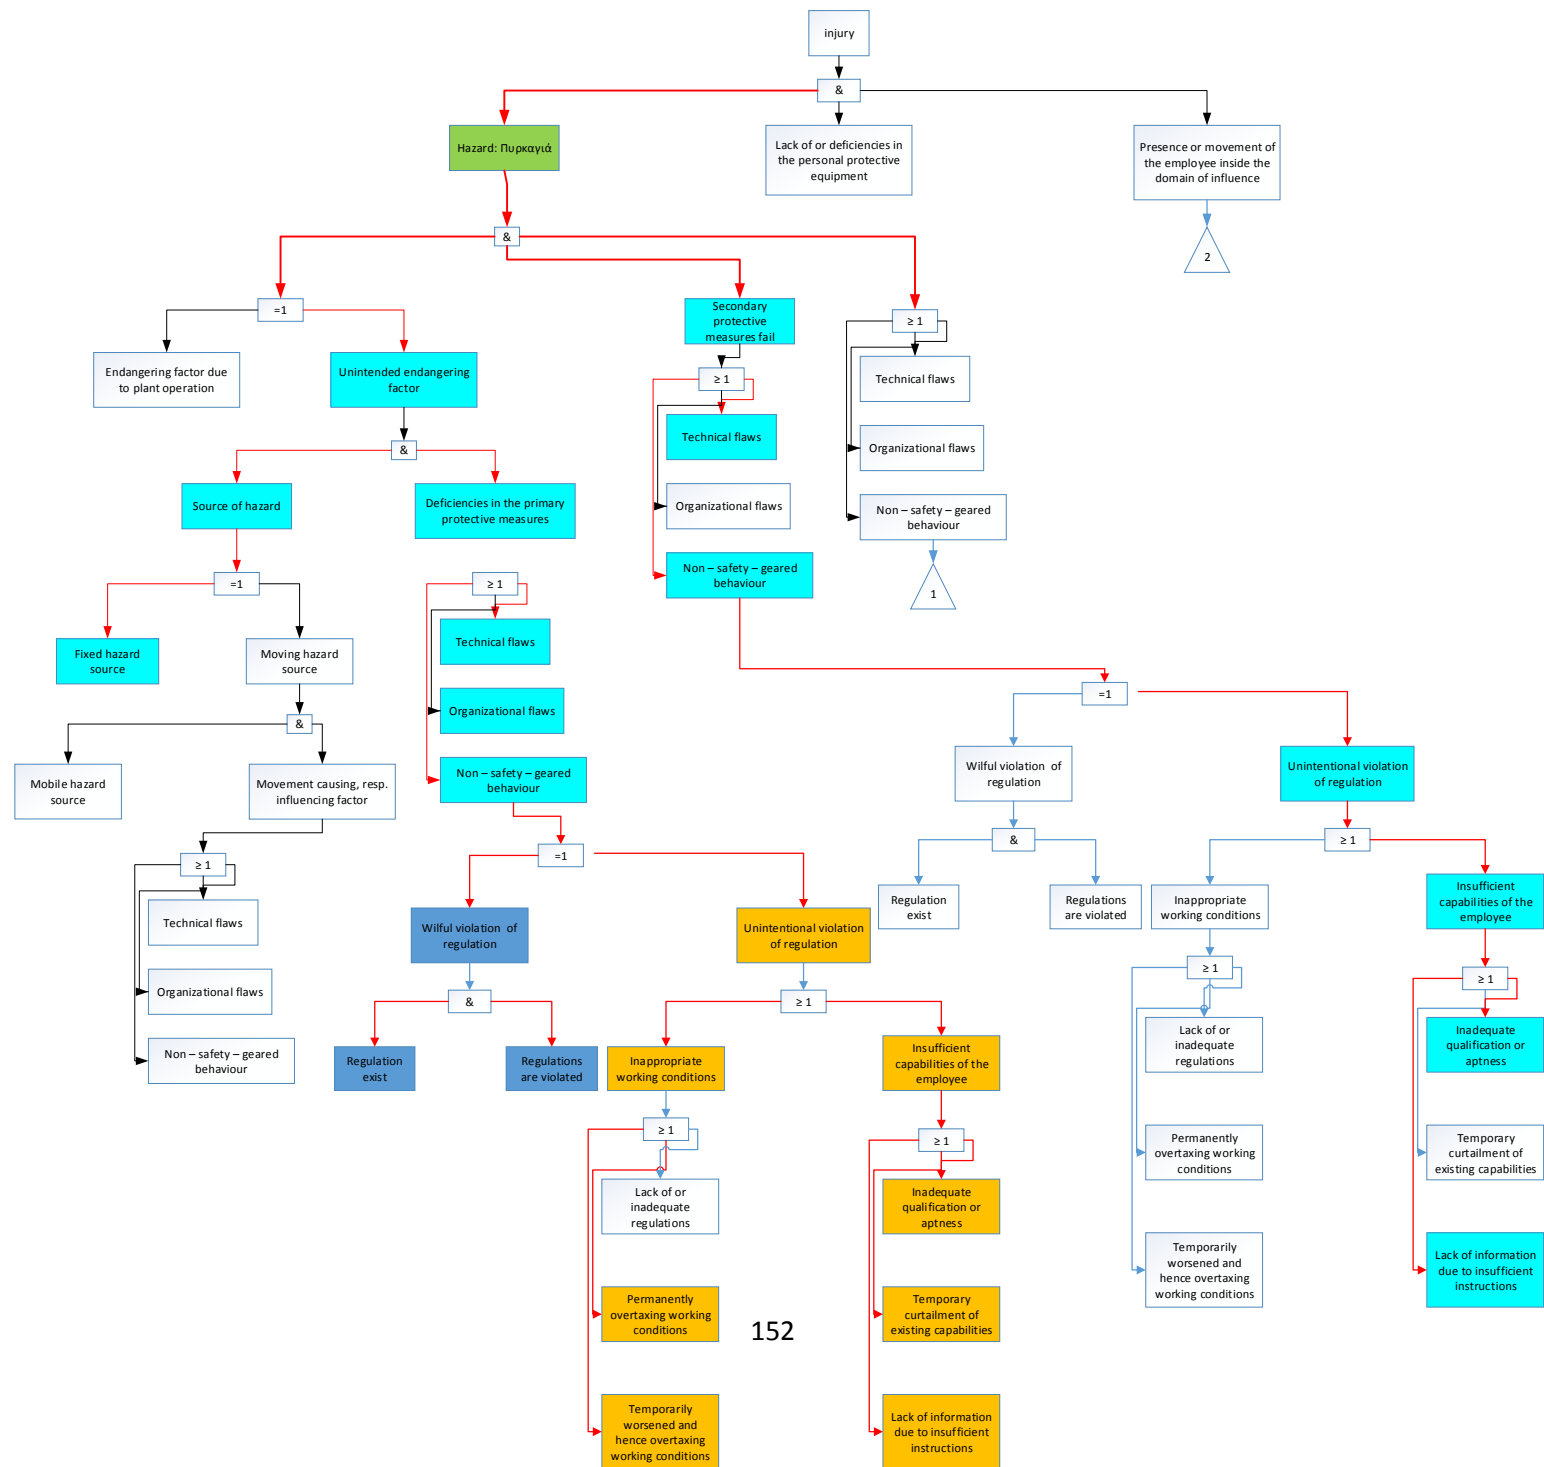 injury
&
Hazard: Πυρκαγιά
Lack of or deficiencies in
the personal protective
equipment
Presence or movement of
the employee inside the
domain of influence
2
&
=1
Endangering factor due
to plant operation
Unintended endangering
factor
&
Source of hazard
Deficiencies in the primary
protective measures
=1
Fixed hazard
source
Moving hazard
source
&
Mobile hazard
source
Movement causing, resp.
influencing factor
≥ 1
Technical flaws
Organizational flaws
Non – safety – geared
behaviour
≥ 1
Technical flaws
Organizational flaws
Non – safety – geared
behaviour
Secondary
protective
measures fail
≥ 1
Technical flaws
Organizational flaws
Non – safety – geared
behaviour
≥ 1
Technical flaws
Organizational flaws
Non – safety – geared
behaviour
1
=1
Wilful violation of
regulation
&
Regulation
exist
Regulations
are violated
Unintentional violation
of regulation
≥ 1
Inappropriate
working conditions
≥ 1
Lack of or
inadequate
regulations
Permanently
overtaxing working
conditions
Temporarily
worsened and
hence overtaxing
working conditions
Insufficient
capabilities of the
employee
≥ 1
Inadequate
qualification or
aptness
Temporary
curtailment of
existing capabilities
Lack of information
due to insufficient
instructions
=1
Wilful violation of
regulation
&
Regulation
exist
Regulations
are violated
Unintentional violation
of regulation
≥ 1
Inappropriate
working conditions
≥ 1
Lack of or
inadequate
regulations
Permanently
overtaxing working
conditions
Temporarily
worsened and
hence overtaxing
working conditions
Insufficient
capabilities of the
employee
≥ 1
Inadequate
qualification or
aptness
Temporary
curtailment of
existing capabilities
Lack of information
due to insufficient
instructions
152